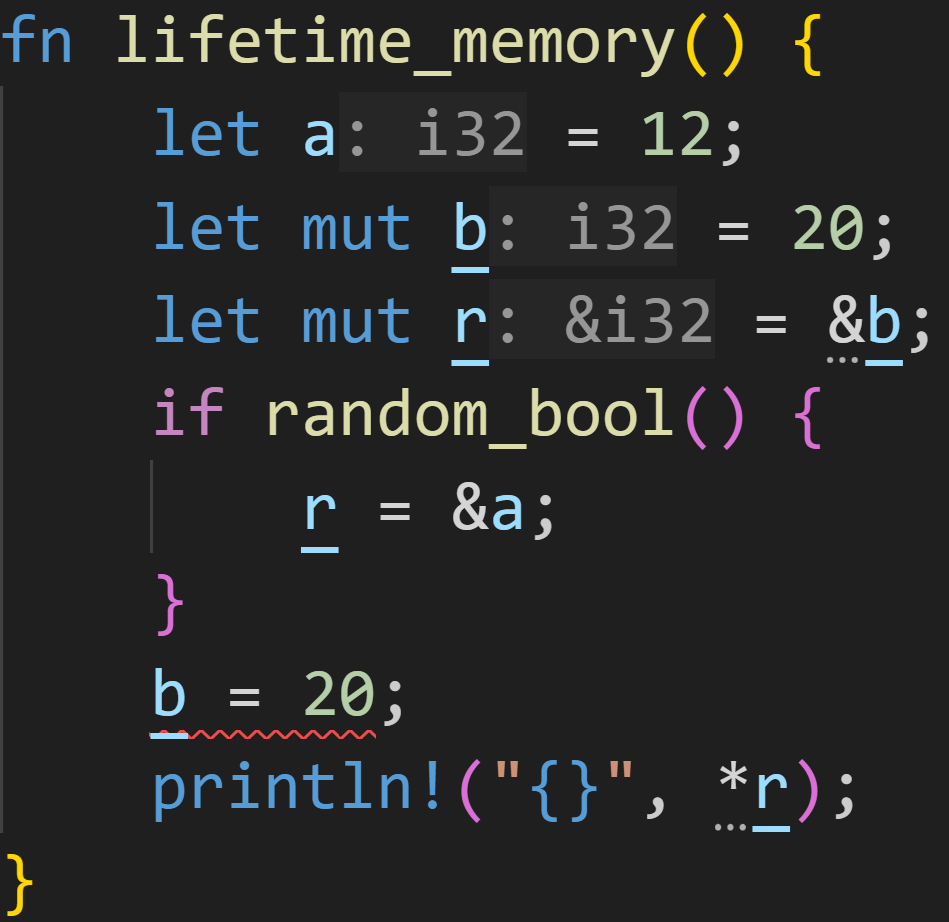 fn lifetime_memory() {
    let a: i32 = 12;
    let mut b: i32 = 20;
    let mut r: &i32 = &b;
    if random_bool() {
        r = &a;
    }
    b = 20;
    println!("{}", *r);
}